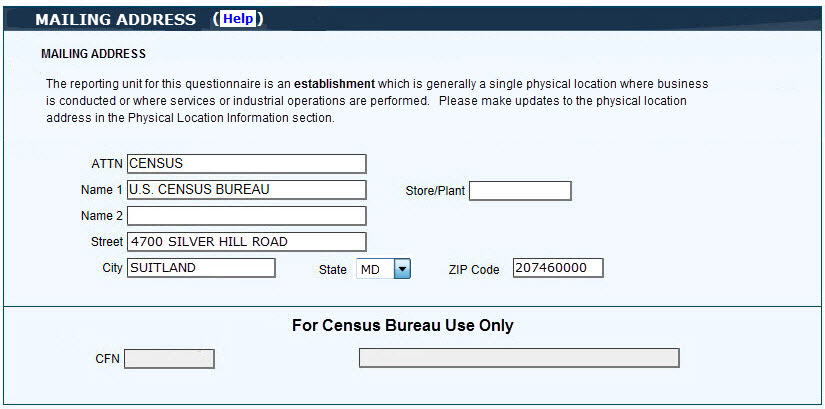 MAILING ADDRESS (Help)
MAILING ADDRESS
The reporting unit for this questionnaire is an establishment which is generally a single physical location where business
is conducted or where services or industrial operations are performed. Please make updates to the physical location
address in the Physical Location Information section.
ATTN CENSUS
Name 1 U.S. CENSUS BUREAU Store/Plant
Name 2
Street 4700 SILVER HILL ROAD
City SUITLAND State MD ZIP Code 207460000
For Census Bureau Use Only
CFN